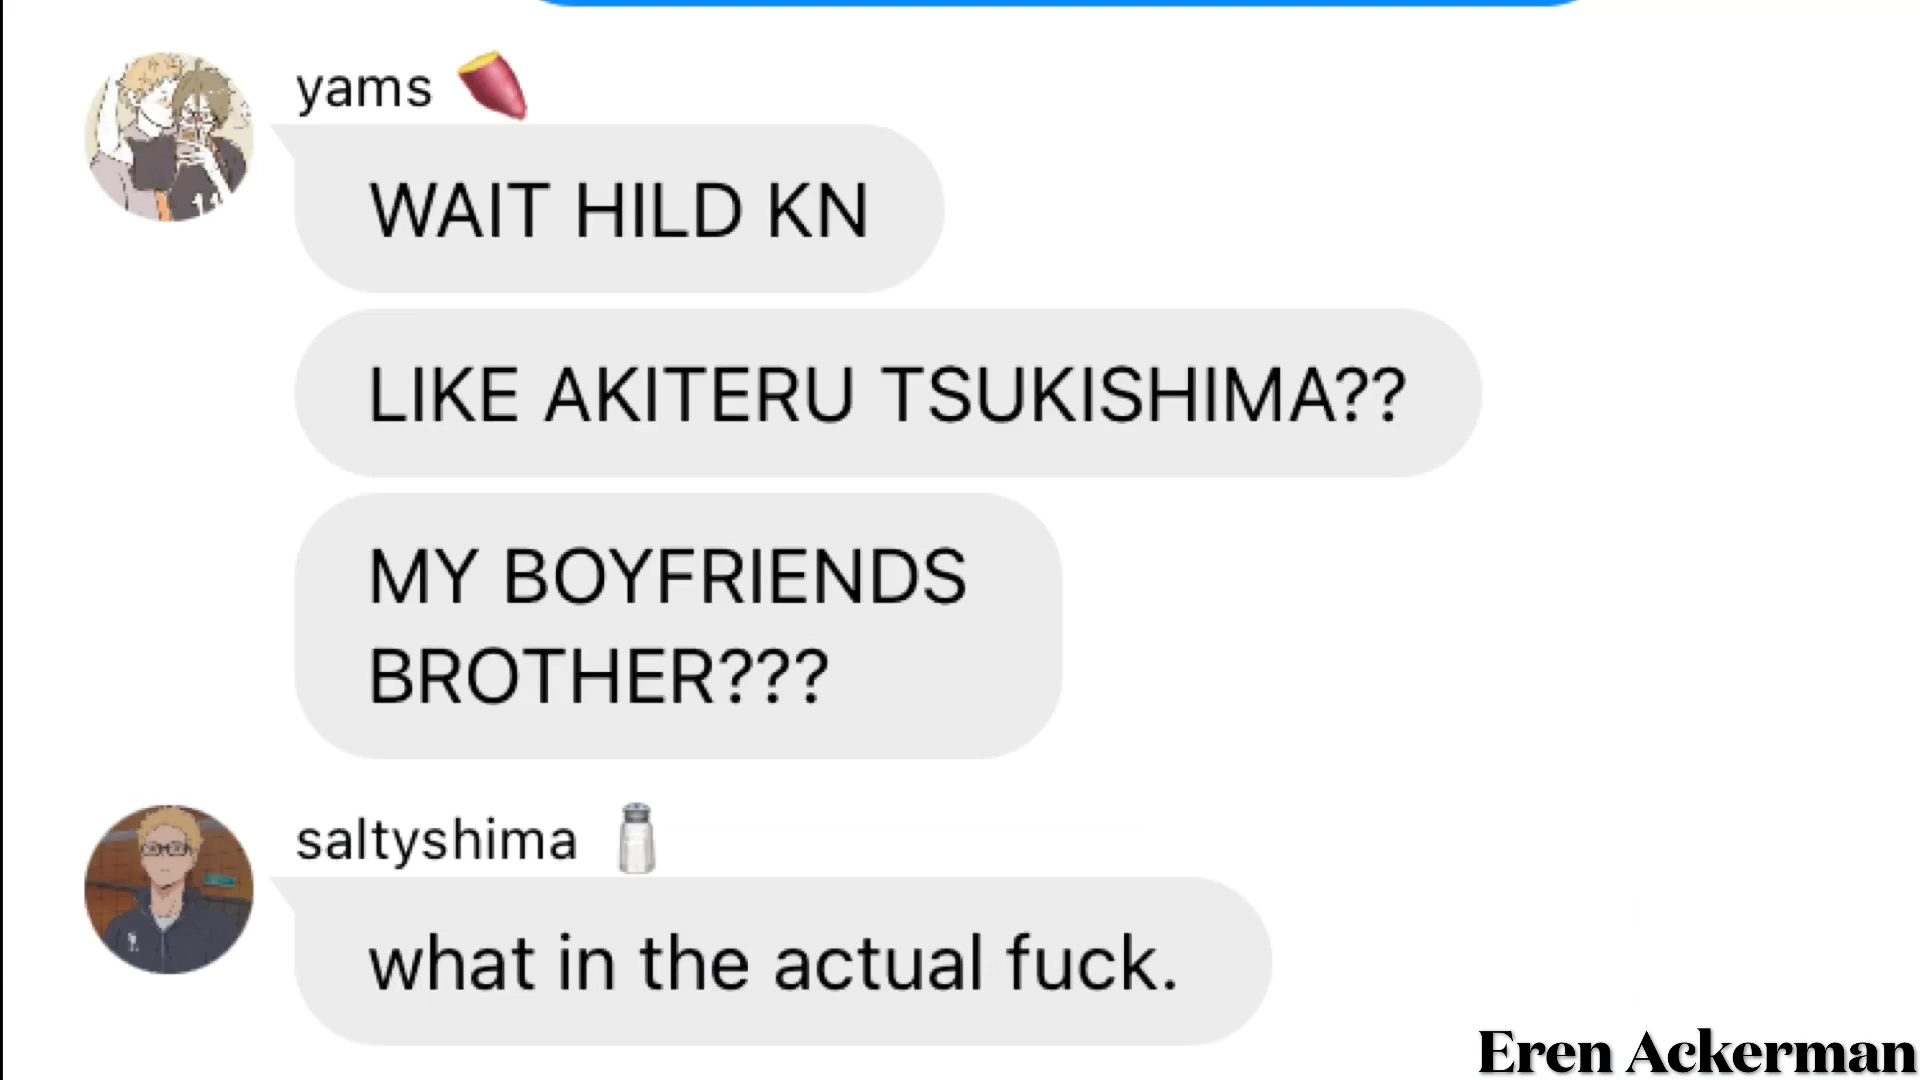 yams 🍠
WAIT HILD KN
LIKE AKITERU TSUKISHIMA??
MY BOYFRIENDS
BROTHER???
saltyshima 🧂
what in the actual fuck.
Eren Ackerman